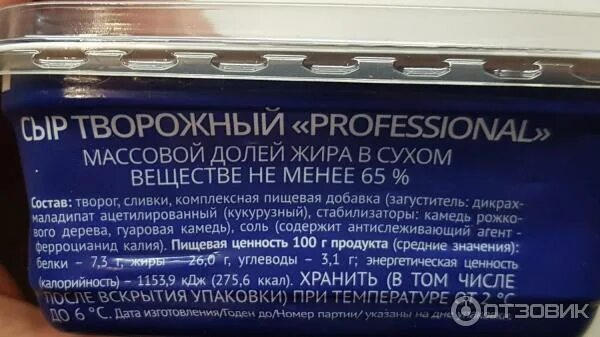 СЫР ТВОРОЖНЫЙ «PROFESSIONAL»
МАССОВОЙ ДОЛЕЙ ЖИРА В СУХОМ
ВЕЩЕСТВЕ НЕ МЕНЕЕ 65 %
Состав: творог, сливки, комплексная пищевая добавка (загуститель: дикрах-
маладипат ацетилированный (кукурузный), стабилизаторы: камедь рожко-
вого дерева, гуаровая камедь), соль (содержит антислеживающий агент -
ферроцианид калия). Пищевая ценность 100 г продукта (средние значения):
белки – 7,3 г, жиры – 26,0 г, углеводы – 3,1 г; энергетическая ценность
(калорийность) – 1153,9 кДж (275,6 ккал). ХРАНИТЬ (В ТОМ ЧИСЛЕ
ПОСЛЕ ВСКРЫТИЯ УПАКОВКИ) ПРИ ТЕМПЕРАТУРЕ ОТ 2 °С
ДО 6 °С. Дата изготовления/Годен до/Номер партии/ указаны на дне упаковки.
ОТЗОВИК